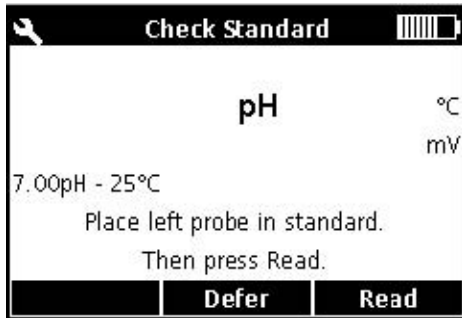 Check Standard
pH
°C
mV
7.00pH - 25°C
Place left probe in standard.
Then press Read.
Defer Read